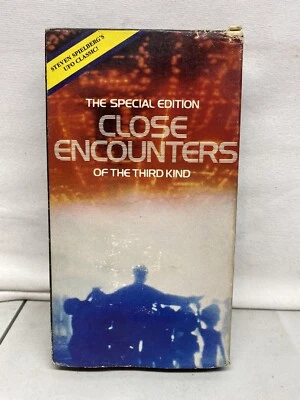 STEVEN SPIELBERG'S
UFO CLASSIC!
THE SPECIAL EDITION
CLOSE
ENCOUNTERS
OF THE THIRD KIND